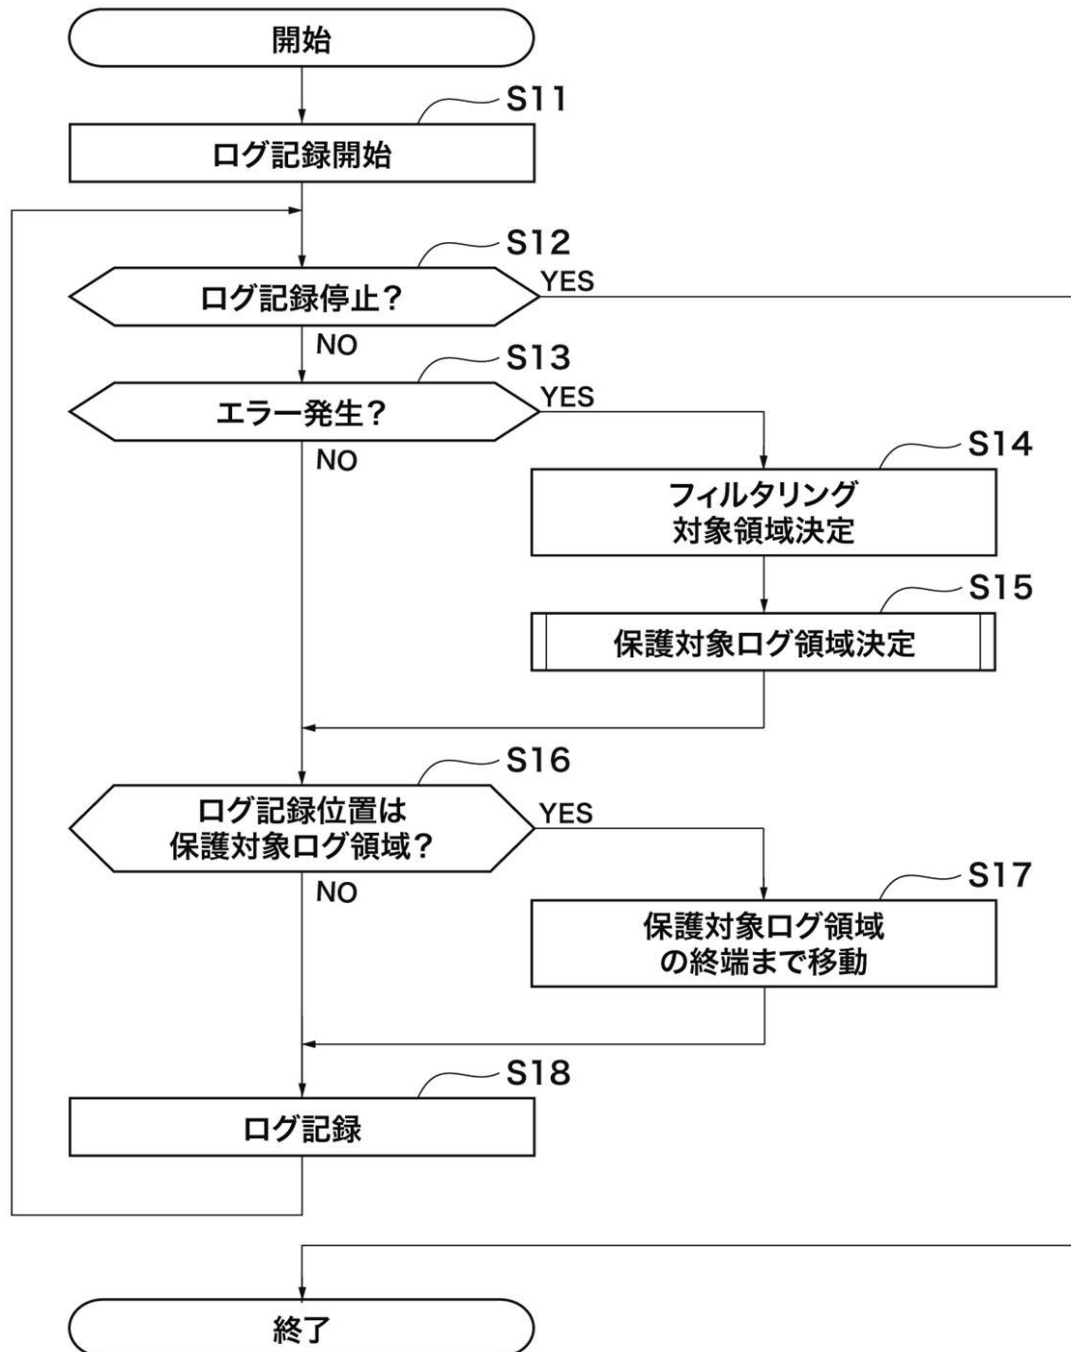 開始
S11
ログ記録開始
S12
ログ記録停止？
YES
NO
S13
エラー発生？
YES
NO
S14
フィルタリング
対象領域決定
S15
保護対象ログ領域決定
S16
ログ記録位置は
保護対象ログ領域？
YES
NO
S17
保護対象ログ領域
の終端まで移動
S18
ログ記録
終了